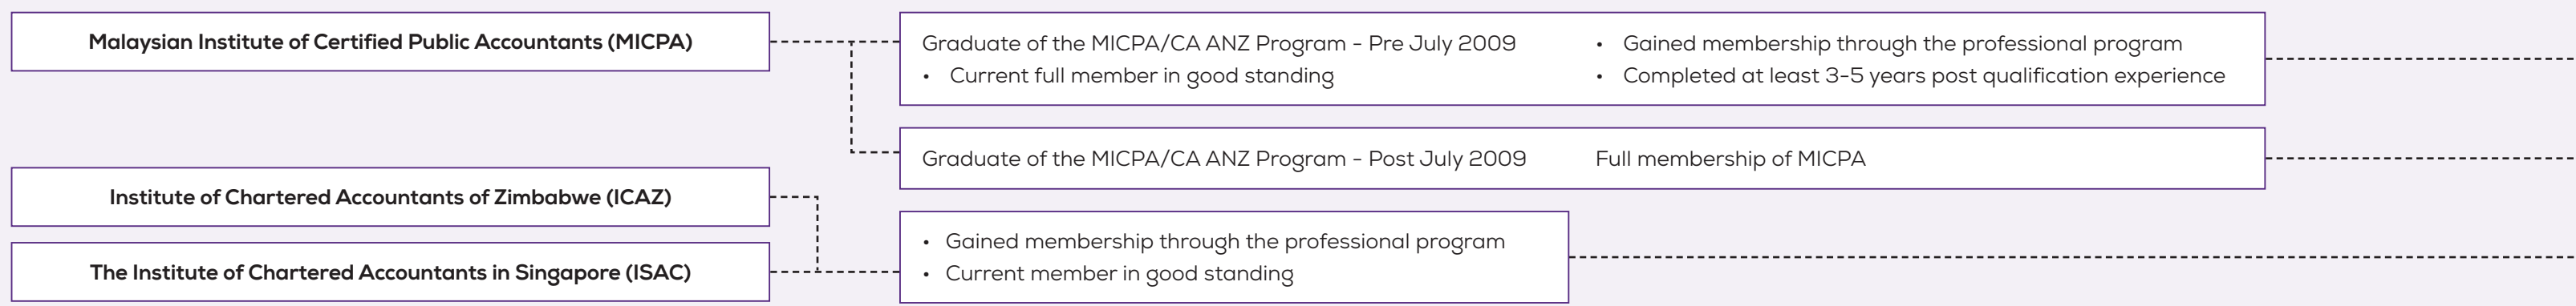 Malaysian Institute of Certified Public Accountants (MICPA)
Graduate of the MICPA/CA ANZ Program - Pre July 2009
• Current full member in good standing
• Gained membership through the professional program
• Completed at least 3-5 years post qualification experience
Graduate of the MICPA/CA ANZ Program - Post July 2009
Full membership of MICPA
Institute of Chartered Accountants of Zimbabwe (ICAZ)
The Institute of Chartered Accountants in Singapore (ISAC)
• Gained membership through the professional program
• Current member in good standing